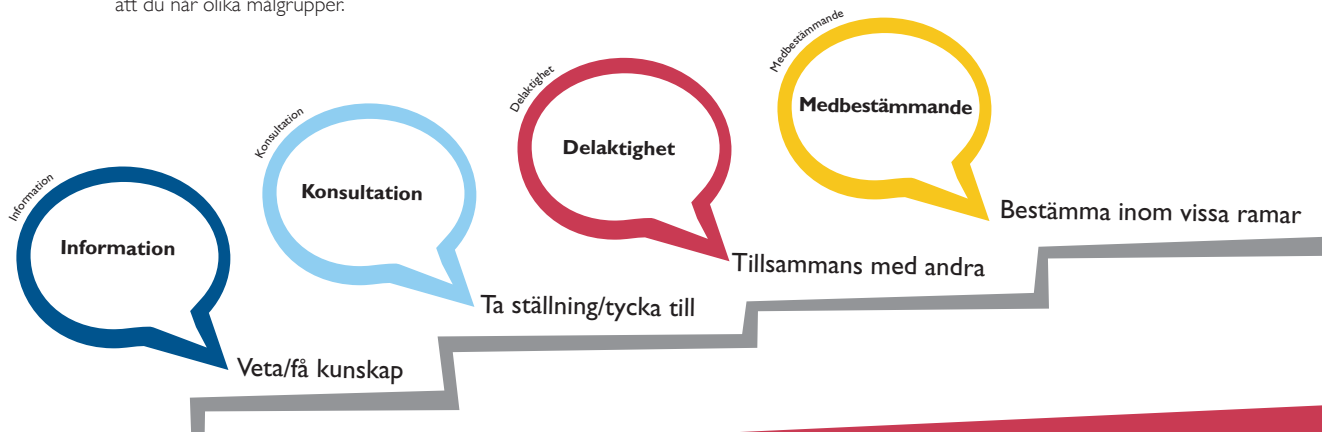 att du når olika målgrupper.
Information
Information
Veta/få kunskap
Konsultation
Konsultation
Ta ställning/tycka till
Delaktighet
Delaktighet
Tillsammans med andra
Medbestämmande
Medbestämmande
Bestämma inom vissa ramar